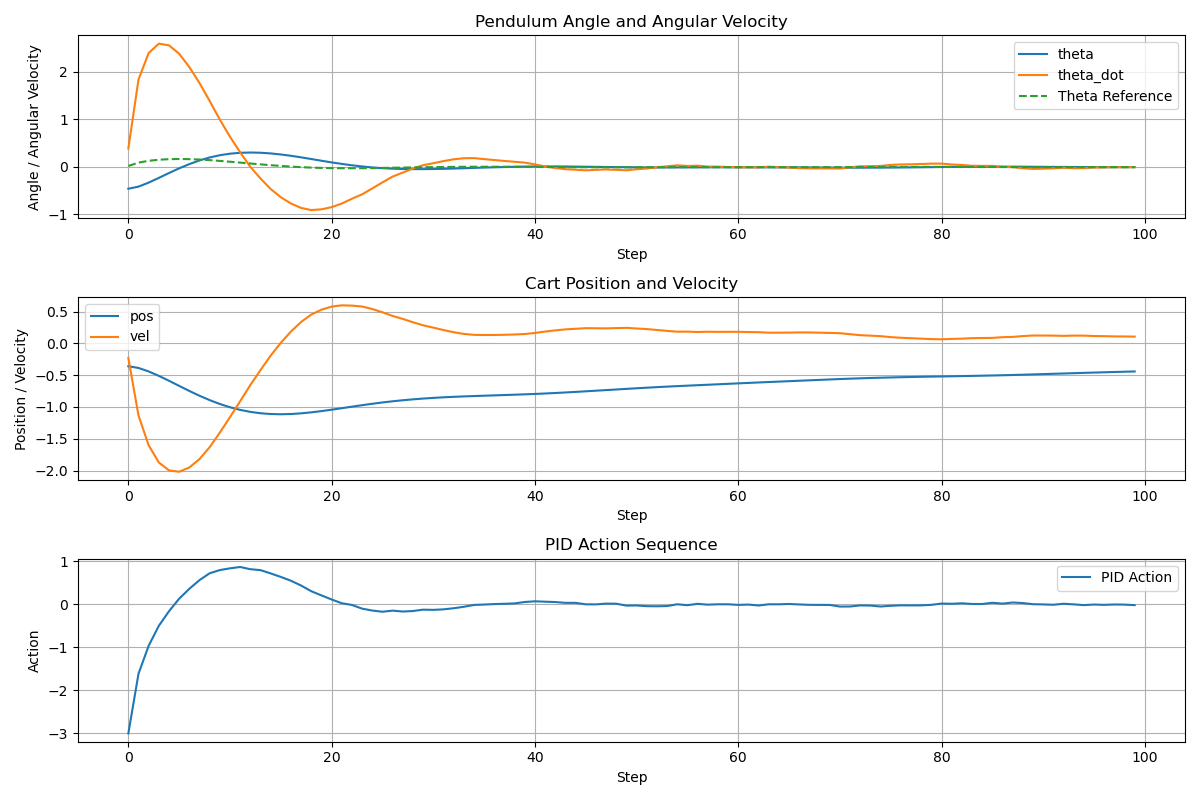 Pendulum Angle and Angular Velocity
Angle / Angular Velocity
2
1
0
−1
theta
theta_dot
Theta Reference
0
20
40
60
80
100
Step
Cart Position and Velocity
Position / Velocity
0.5
0.0
−0.5
−1.0
−1.5
−2.0
pos
vel
0
20
40
60
80
100
Step
PID Action Sequence
Action
1
0
−1
−2
−3
PID Action
0
20
40
60
80
100
Step